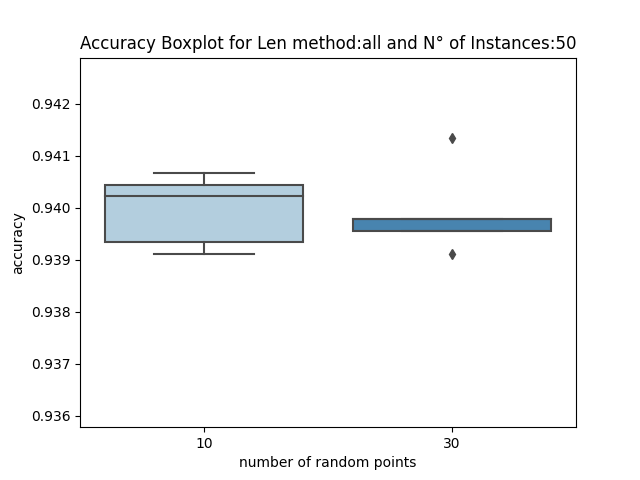 Accuracy Boxplot for Len method:all and N° of Instances:50
0.942
0.941
0.940
0.939
0.938
0.937
0.936
accuracy
10 30
number of random points